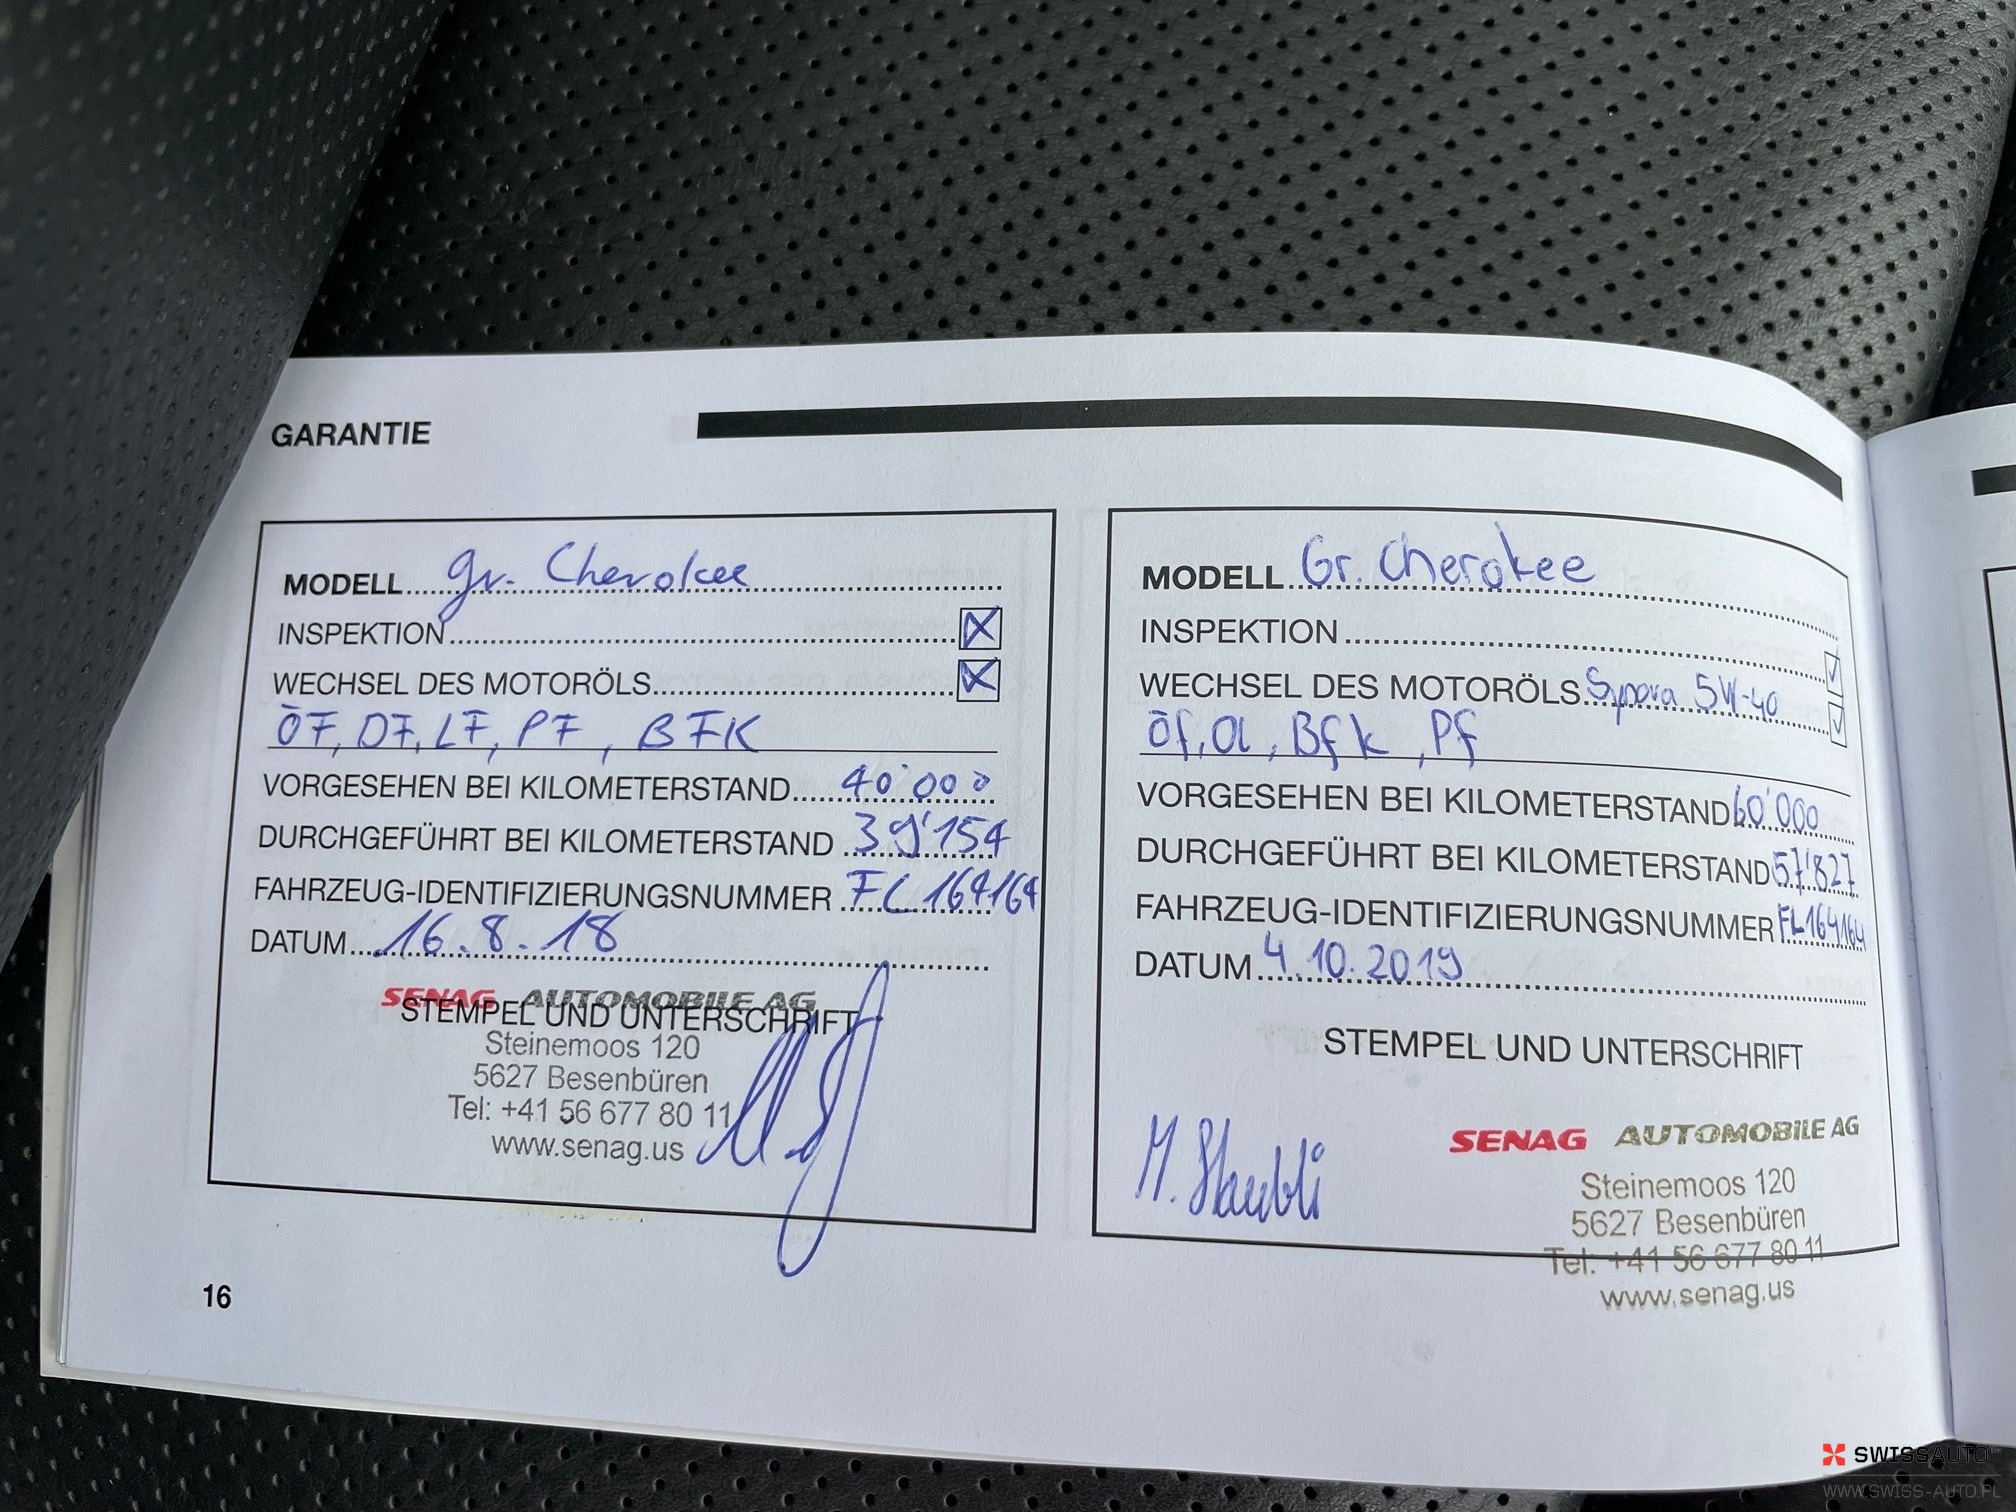 GARANTIE
MODELL gr. Cherokee
INSPEKTION
WECHSEL DES MOTORÖLS
ÖF, DF, LF, PF, BFK
VORGESEHEN BEI KILOMETERSTAND 40'000
DURCHGEFÜHRT BEI KILOMETERSTAND 39'154
FAHRZEUG-IDENTIFIZIERUNGSNUMMER FC164164
DATUM 16.8.18
SENAG AUTOMOBILE AG
STEMPEL UND UNTERSCHRIFT
Steinemoos 120
5627 Besenbüren
Tel: +41 56 677 80 11
www.senag.us
16
MODELL Gr. Cherokee
INSPEKTION
WECHSEL DES MOTORÖLS Synova 5W-40
Öf, Ol, Bfk, Pf
VORGESEHEN BEI KILOMETERSTAND 60'000
DURCHGEFÜHRT BEI KILOMETERSTAND 57'827
FAHRZEUG-IDENTIFIZIERUNGSNUMMER FL164164
DATUM 4.10.2019
STEMPEL UND UNTERSCHRIFT
M. Staubli
SENAG AUTOMOBILE AG
Steinemoos 120
5627 Besenbüren
Tel: +41 56 677 80 11
www.senag.us
SWISSAUTO
WWW.SWISS-AUTO.PL